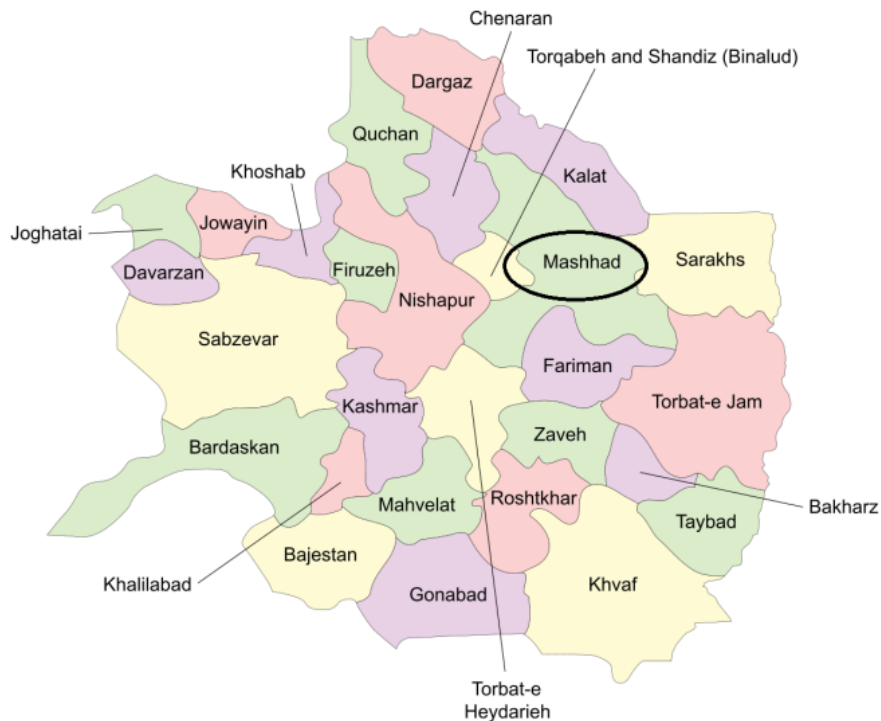 Chenaran
Torqabeh and Shandiz (Binalud)
Dargaz
Quchan
Khoshab
Kalat
Joghatai
Jowayin
Davarzan
Firuzeh
Mashhad
Sarakhs
Nishapur
Sabzevar
Fariman
Kashmar
Torbat-e Jam
Bardaskan
Zaveh
Mahvelat
Roshtkhar
Bakharz
Taybad
Bajestan
Khalilabad
Gonabad
Khvaf
Torbat-e
Heydarieh